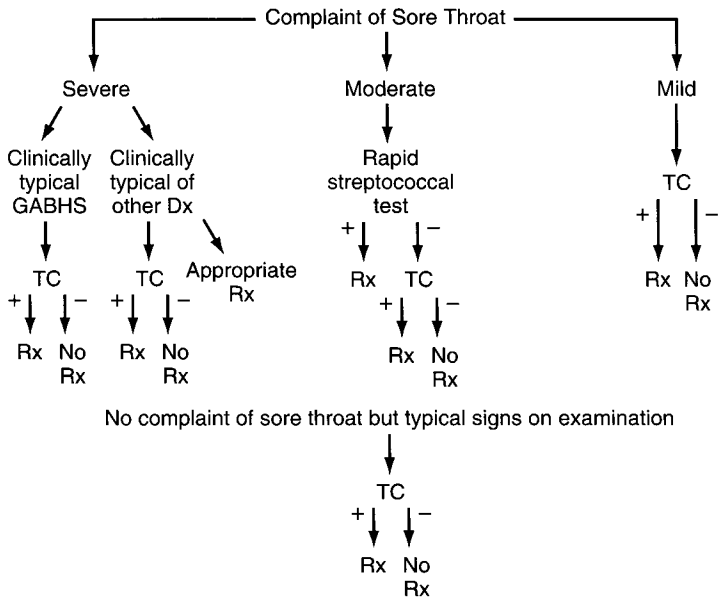 Complaint of Sore Throat
Severe
Moderate
Mild
Clinically
typical
GABHS
Clinically
typical of
other Dx
Rapid
streptococcal
test
TC
+
−
Rx
No
Rx
TC
+
−
Rx
No
Rx
Appropriate
Rx
+
−
Rx
TC
+
−
Rx
No
Rx
TC
+
−
Rx
No
Rx
No complaint of sore throat but typical signs on examination
TC
+
−
Rx
No
Rx